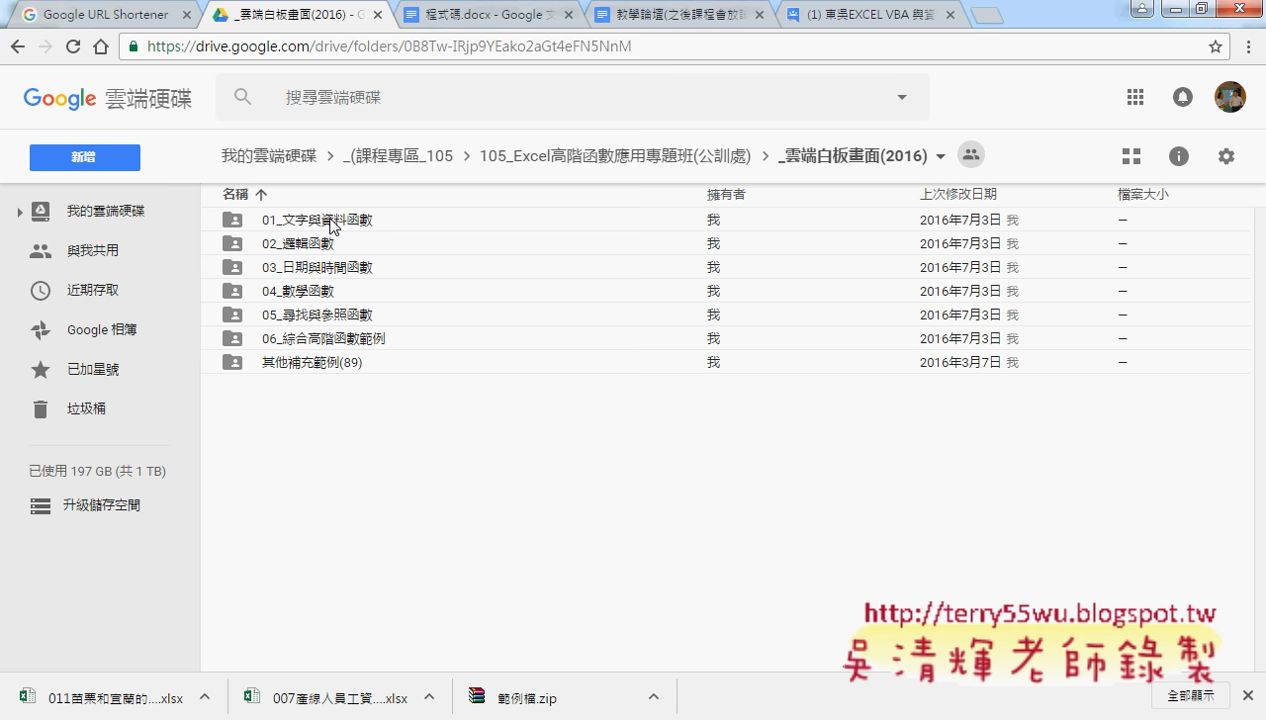 Google URL Shortener
_雲端白板畫面(2016) - G
程式碼.docx - Google 文
教學論壇(之後課程會放
(1) 東吳EXCEL VBA 與資
https://drive.google.com/drive/folders/0B8Tw-IRjp9YEako2aGt4eFN5NnM
Google 雲端硬碟
搜尋雲端硬碟
新增
我的雲端硬碟 > _(課程專區_105 > 105_Excel高階函數應用專題班(公訓處) > _雲端白板畫面(2016)
名稱 擁有者 上次修改日期 檔案大小
01_文字與資料函數 我 2016年7月3日 我 —
02_邏輯函數 我 2016年7月3日 我 —
03_日期與時間函數 我 2016年7月3日 我 —
04_數學函數 我 2016年7月3日 我 —
05_尋找與參照函數 我 2016年7月3日 我 —
06_綜合高階函數範例 我 2016年7月3日 我 —
其他補充範例(89) 我 2016年3月7日 我 —
我的雲端硬碟
與我共用
近期存取
Google 相簿
已加星號
垃圾桶
已使用 197 GB (共 1 TB)
升級儲存空間
http://terry55wu.blogspot.tw
吳清輝老師錄製
011苗栗和宜蘭的....xlsx
007產線人員工資....xlsx
範例檔.zip
全部顯示